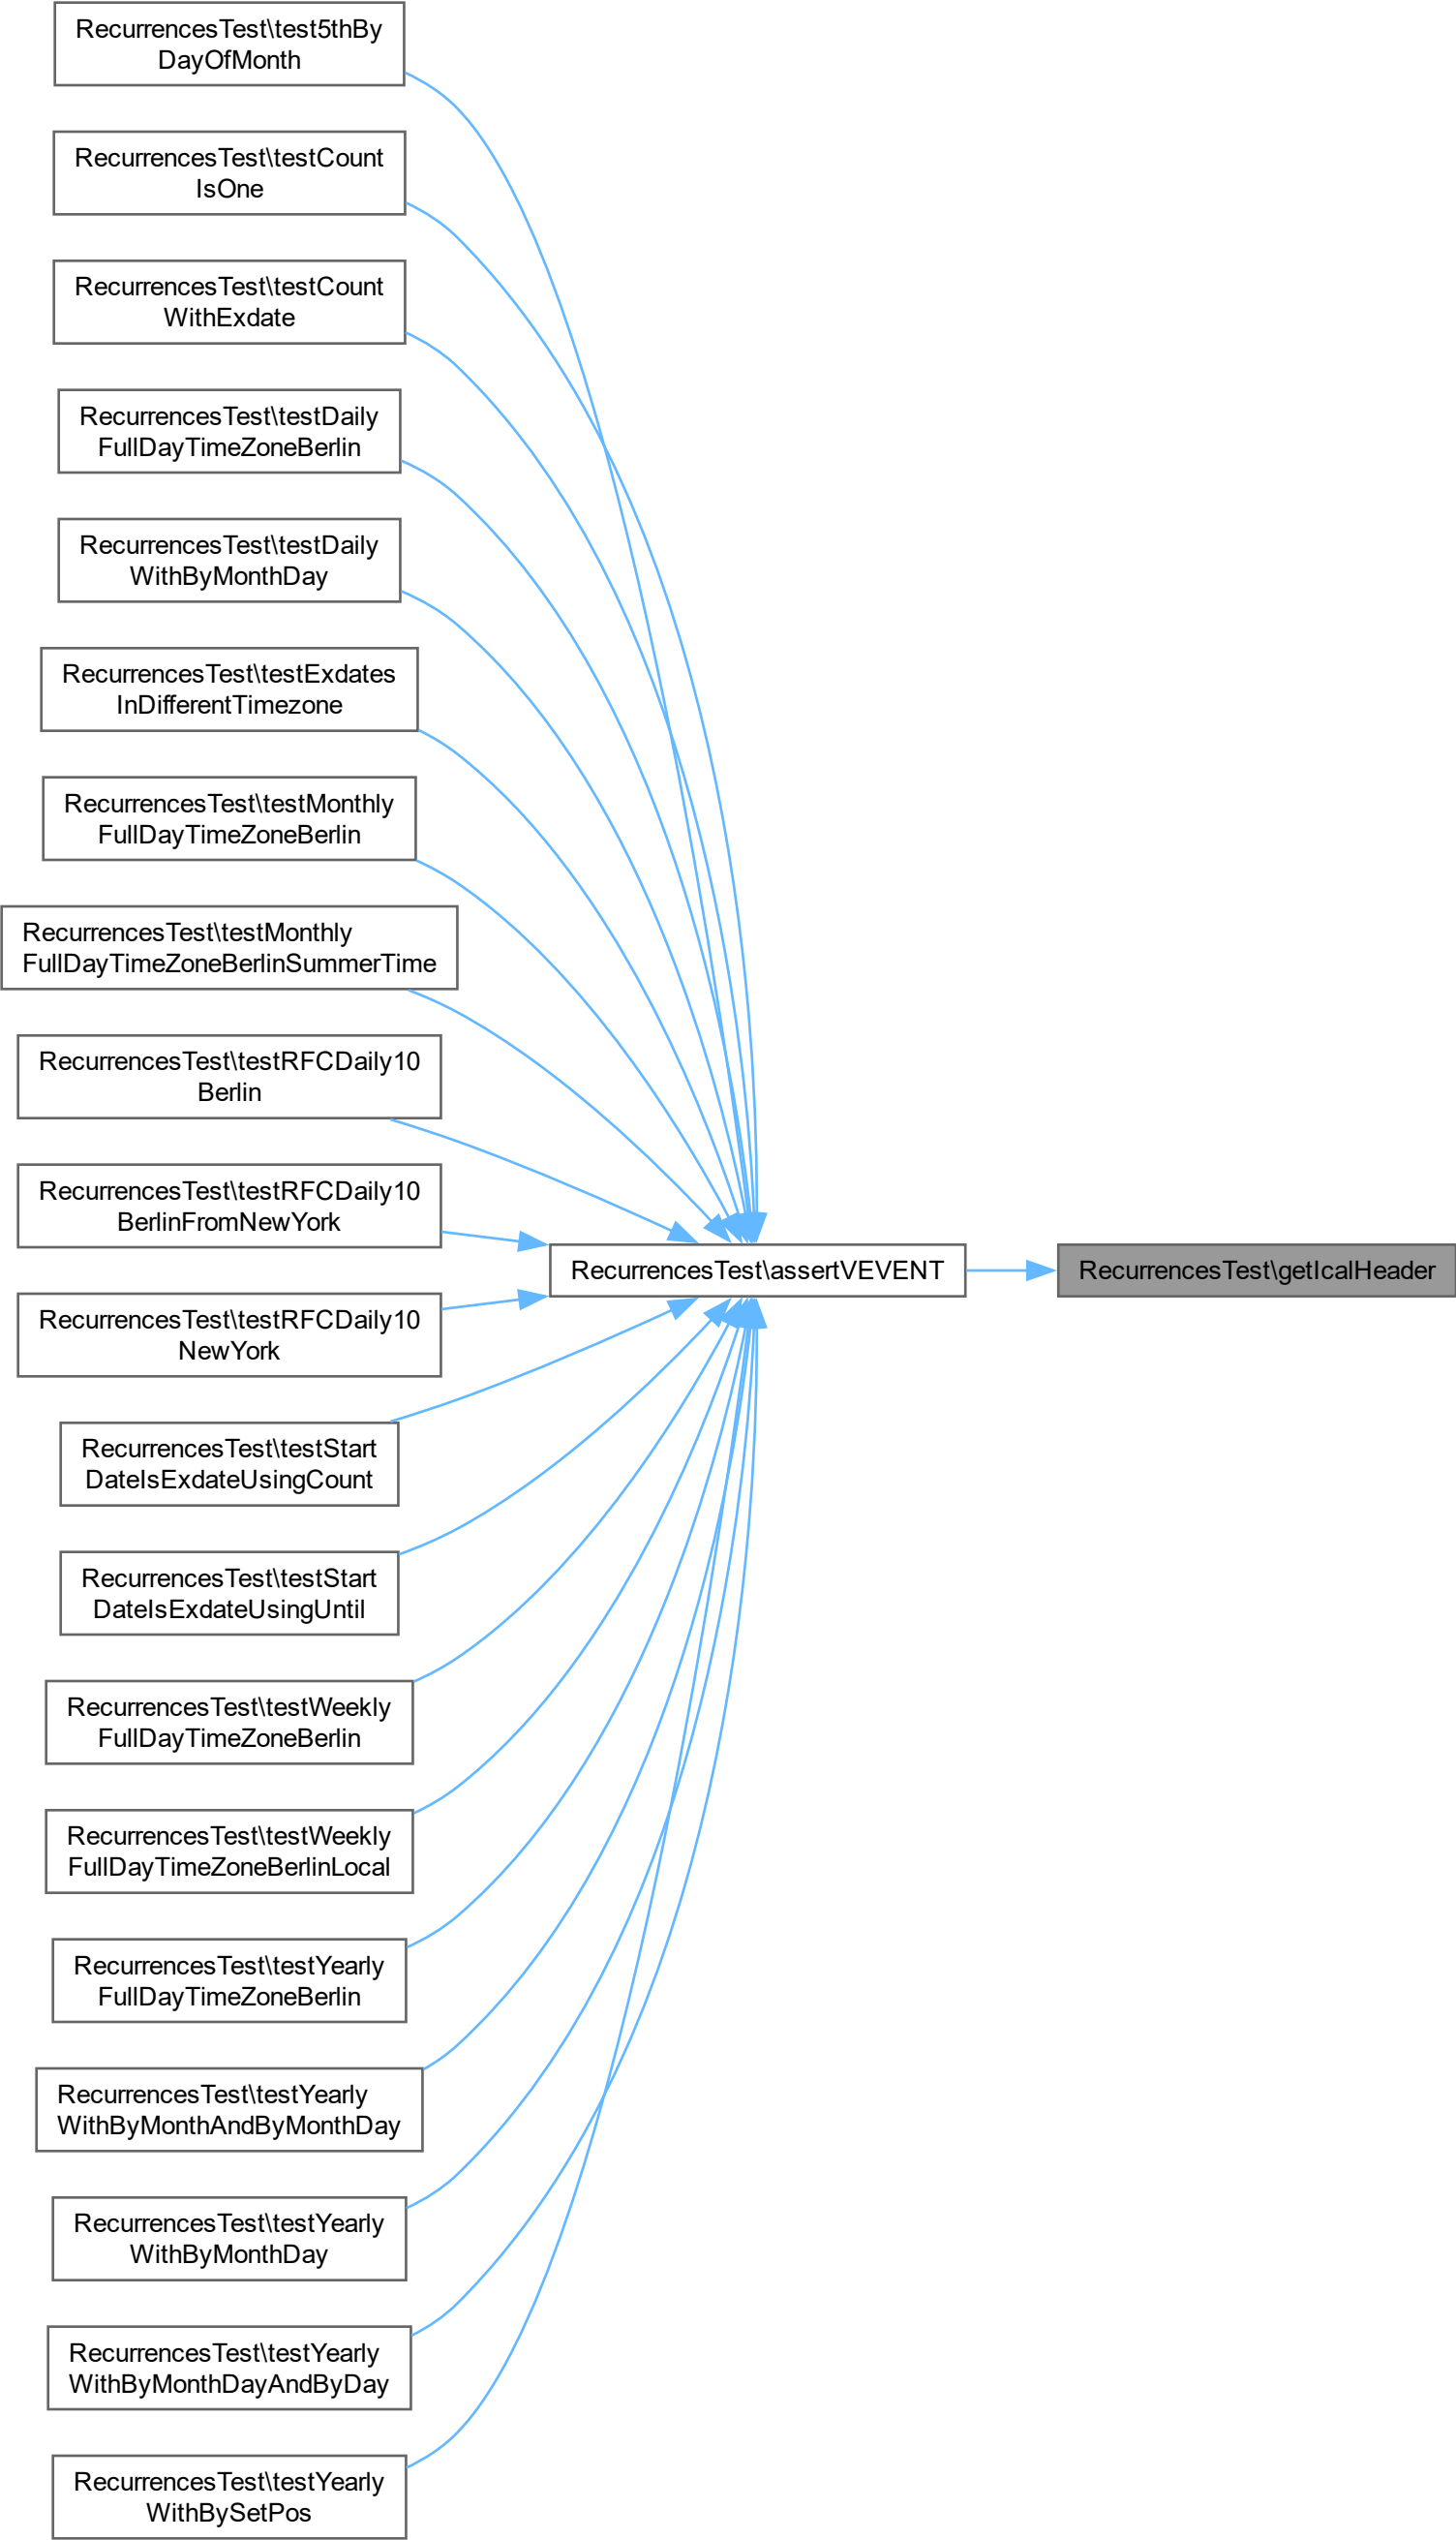 RecurrencesTest\test5thBy
DayOfMonth
RecurrencesTest\testCount
IsOne
RecurrencesTest\testCount
WithExdate
RecurrencesTest\testDaily
FullDayTimeZoneBerlin
RecurrencesTest\testDaily
WithByMonthDay
RecurrencesTest\testExdates
InDifferentTimezone
RecurrencesTest\testMonthly
FullDayTimeZoneBerlin
RecurrencesTest\testMonthly
FullDayTimeZoneBerlinSummerTime
RecurrencesTest\testRFCDaily10
Berlin
RecurrencesTest\testRFCDaily10
BerlinFromNewYork
RecurrencesTest\assertVEVENT
RecurrencesTest\getIcalHeader
RecurrencesTest\testRFCDaily10
NewYork
RecurrencesTest\testStart
DateIsExdateUsingCount
RecurrencesTest\testStart
DateIsExdateUsingUntil
RecurrencesTest\testWeekly
FullDayTimeZoneBerlin
RecurrencesTest\testWeekly
FullDayTimeZoneBerlinLocal
RecurrencesTest\testYearly
FullDayTimeZoneBerlin
RecurrencesTest\testYearly
WithByMonthAndByMonthDay
RecurrencesTest\testYearly
WithByMonthDay
RecurrencesTest\testYearly
WithByMonthDayAndByDay
RecurrencesTest\testYearly
WithBySetPos